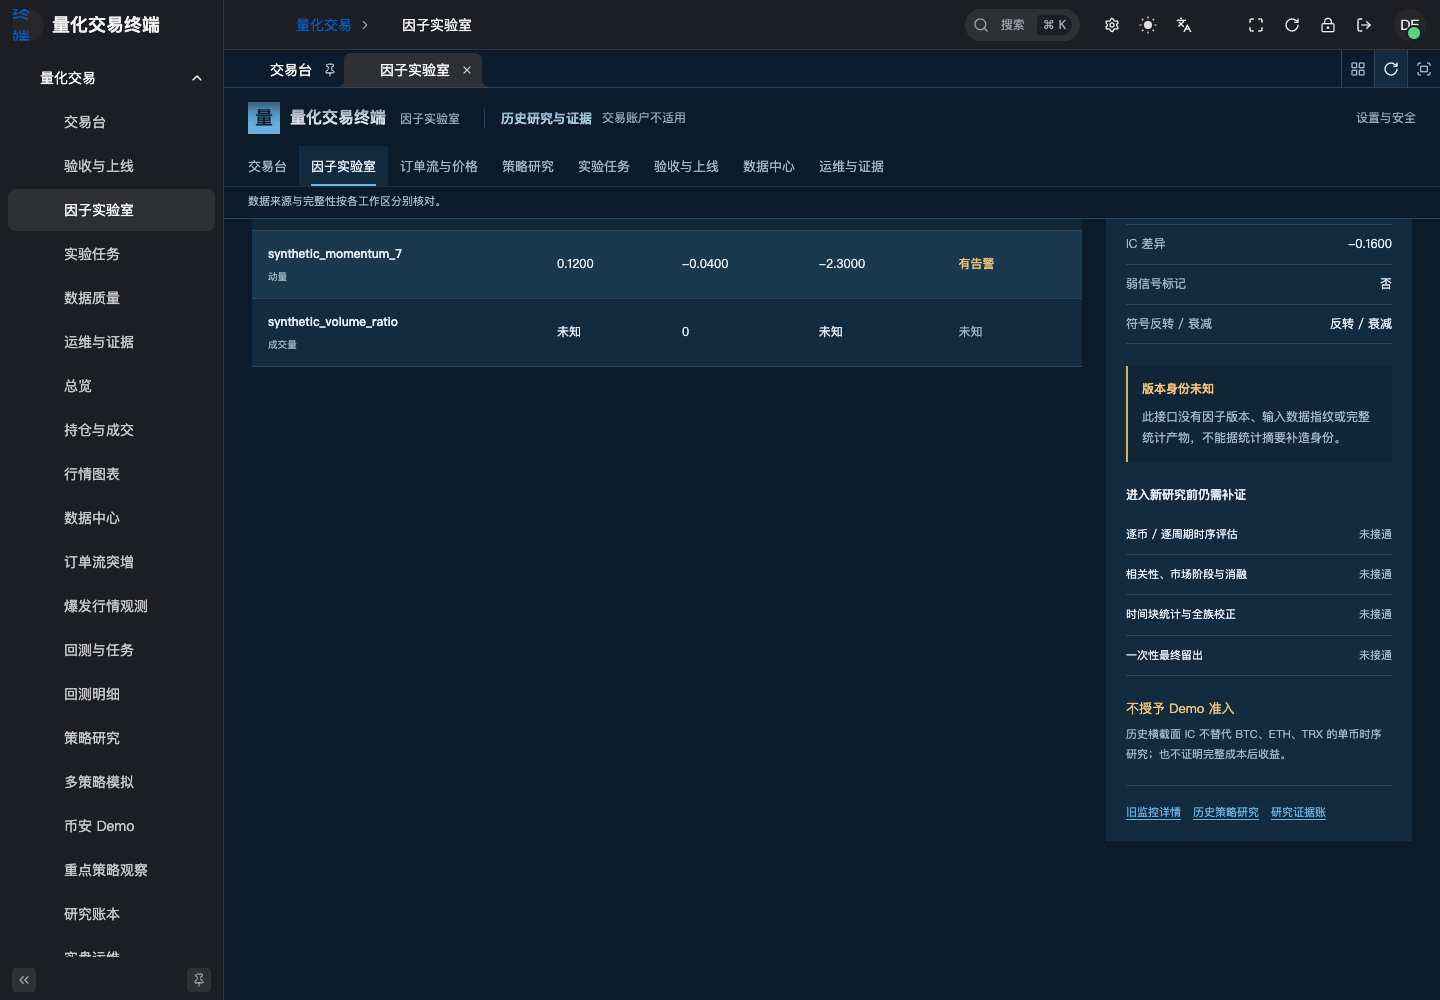 终端
量化交易终端
量化交易
交易台
验收与上线
因子实验室
实验任务
数据质量
运维与证据
总览
持仓与成交
行情图表
数据中心
订单流突增
爆发行情观测
回测与任务
回测明细
策略研究
多策略模拟
币安 Demo
重点策略观察
研究账本
实盘运维
量化交易
因子实验室
搜索
⌘ K
DE
交易台
因子实验室
量
量化交易终端
因子实验室
历史研究与证据
交易账户不适用
设置与安全
交易台
因子实验室
订单流与价格
策略研究
实验任务
验收与上线
数据中心
运维与证据
数据来源与完整性按各工作区分别核对。
synthetic_momentum_7
动量
0.1200
-0.0400
-2.3000
有告警
synthetic_volume_ratio
成交量
未知
0
未知
未知
IC 差异
-0.1600
弱信号标记
否
符号反转 / 衰减
反转 / 衰减
版本身份未知
此接口没有因子版本、输入数据指纹或完整
统计产物，不能据统计摘要补造身份。
进入新研究前仍需补证
逐币 / 逐周期时序评估
未接通
相关性、市场阶段与消融
未接通
时间块统计与全族校正
未接通
一次性最终留出
未接通
不授予 Demo 准入
历史横截面 IC 不替代 BTC、ETH、TRX 的单币时序
研究；也不证明完整成本后收益。
旧监控详情
历史策略研究
研究证据账